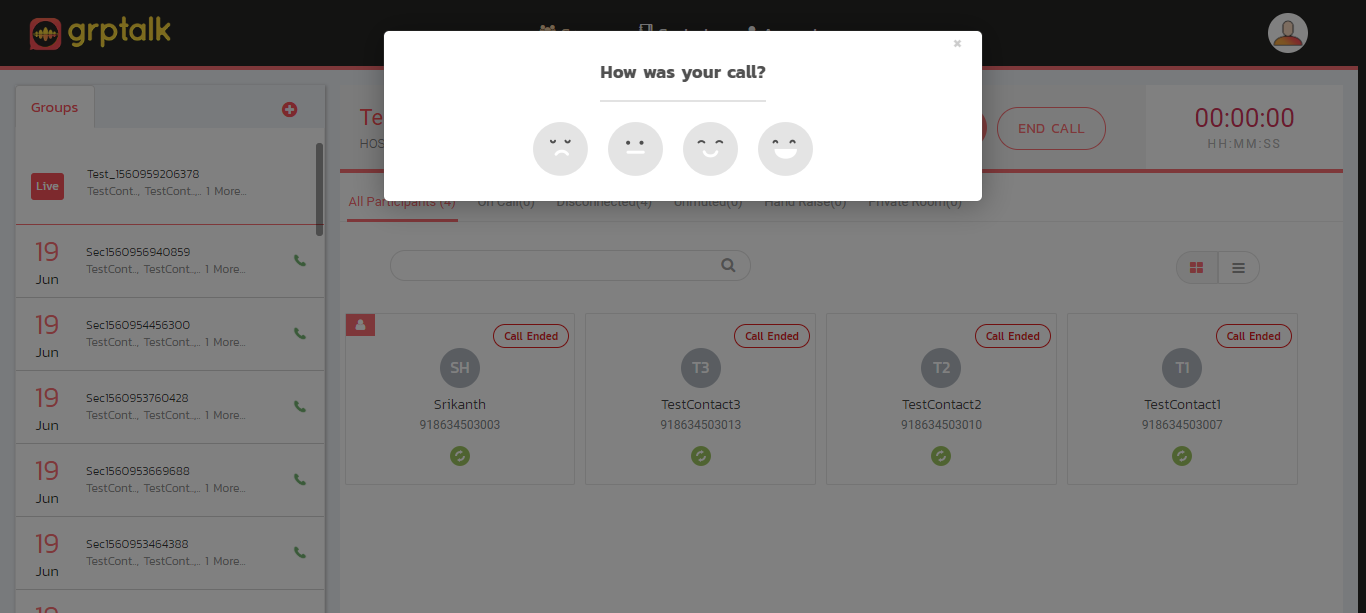 grptalk
×
How was your call?
Groups
END CALL
00:00:00
HH:MM:SS
Live
Test_1560959206378
TestCont.., TestCont.,... 1 More...
All Participants (4)
On Call(0)
Disconnected(4)
Unmuted(0)
Hand Raise(0)
Private Room(0)
19
Jun
Sec1560956940859
TestCont.., TestCont.,... 1 More...
19
Jun
Sec1560954456300
TestCont.., TestCont.,... 1 More...
19
Jun
Sec1560953760428
TestCont.., TestCont.,... 1 More...
19
Jun
Sec1560953669688
TestCont.., TestCont.,... 1 More...
19
Jun
Sec1560953464388
TestCont.., TestCont.,... 1 More...
19
Call Ended
SH
Srikanth
918634503003
Call Ended
T3
TestContact3
918634503013
Call Ended
T2
TestContact2
918634503010
Call Ended
T1
TestContact1
918634503007